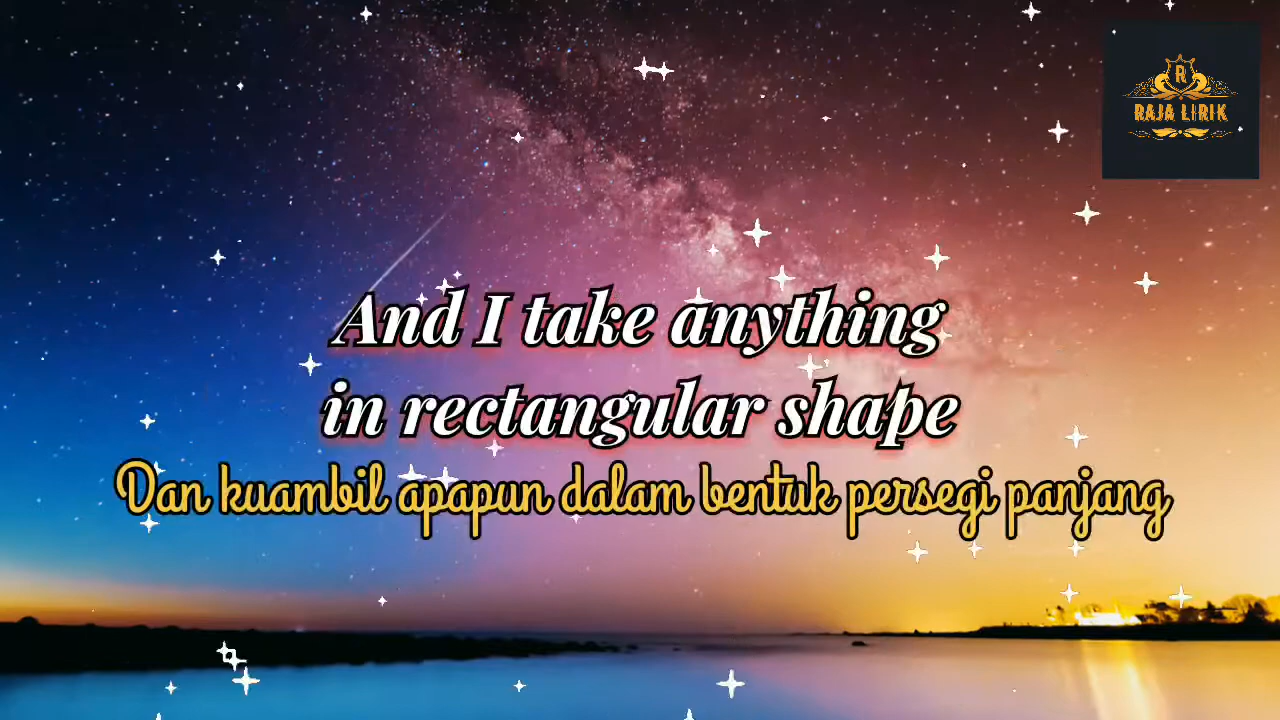 R
RAJA LIRIK
And I take anything
in rectangular shape
Dan kuambil apapun dalam bentuk persegi panjang